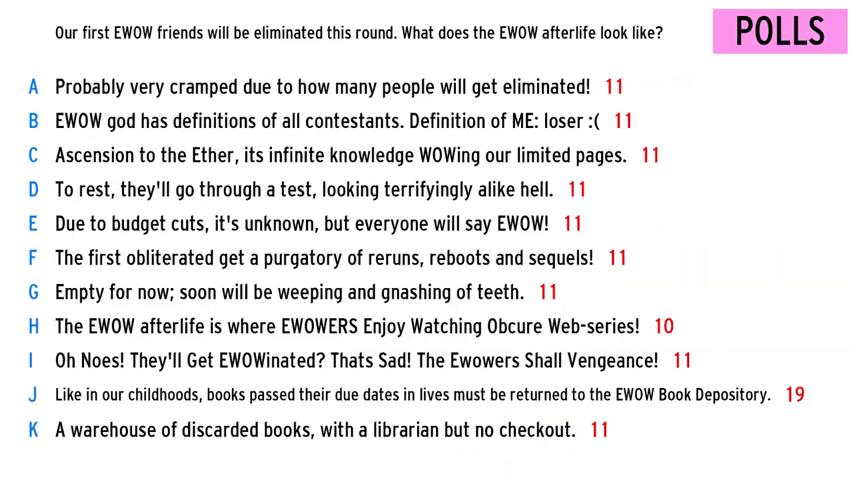 Our first EWOW friends will be eliminated this round. What does the EWOW afterlife look like?
POLLS
A Probably very cramped due to how many people will get eliminated! 11
B EWOW god has definitions of all contestants. Definition of ME: loser :( 11
C Ascension to the Ether, its infinite knowledge WOWing our limited pages. 11
D To rest, they'll go through a test, looking terrifyingly alike hell. 11
E Due to budget cuts, it's unknown, but everyone will say EWOW! 11
F The first obliterated get a purgatory of reruns, reboots and sequels! 11
G Empty for now; soon will be weeping and gnashing of teeth. 11
H The EWOW afterlife is where EWOWERS Enjoy Watching Obcure Web-series! 10
I Oh Noes! They'll Get EWOWinated? Thats Sad! The Ewowers Shall Vengeance! 11
J Like in our childhoods, books passed their due dates in lives must be returned to the EWOW Book Depository. 19
K A warehouse of discarded books, with a librarian but no checkout. 11